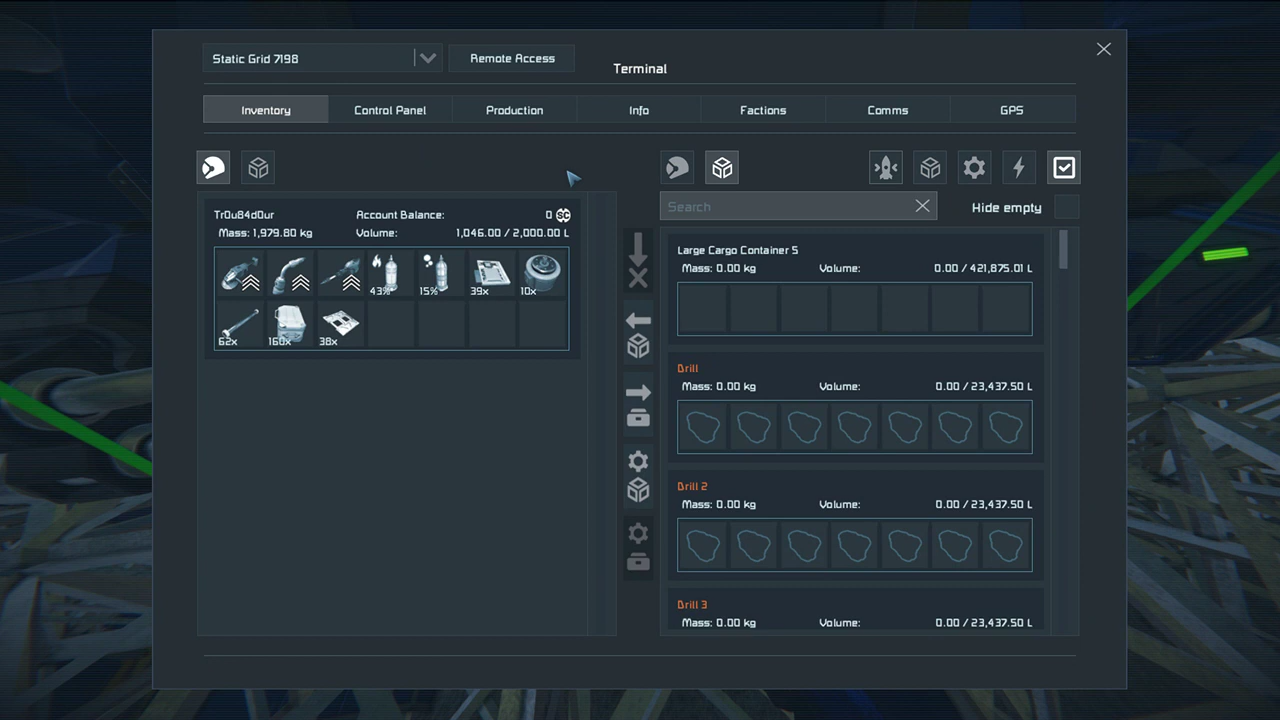 Static Grid 7198
Remote Access
Terminal
Inventory
Control Panel
Production
Info
Factions
Comms
GPS
Tr0u84d0ur
Account Balance:
0 SC
Mass: 1,979.80 kg
Volume:
1,046.00 / 2,000.00 L
43%
15%
39x
10x
62x
160x
38x
Search
Hide empty
Large Cargo Container 5
Mass: 0.00 kg
Volume:
0.00 / 421,875.01 L
Drill
Mass: 0.00 kg
Volume:
0.00 / 23,437.50 L
Drill 2
Mass: 0.00 kg
Volume:
0.00 / 23,437.50 L
Drill 3
Mass: 0.00 kg
Volume:
0.00 / 23,437.50 L